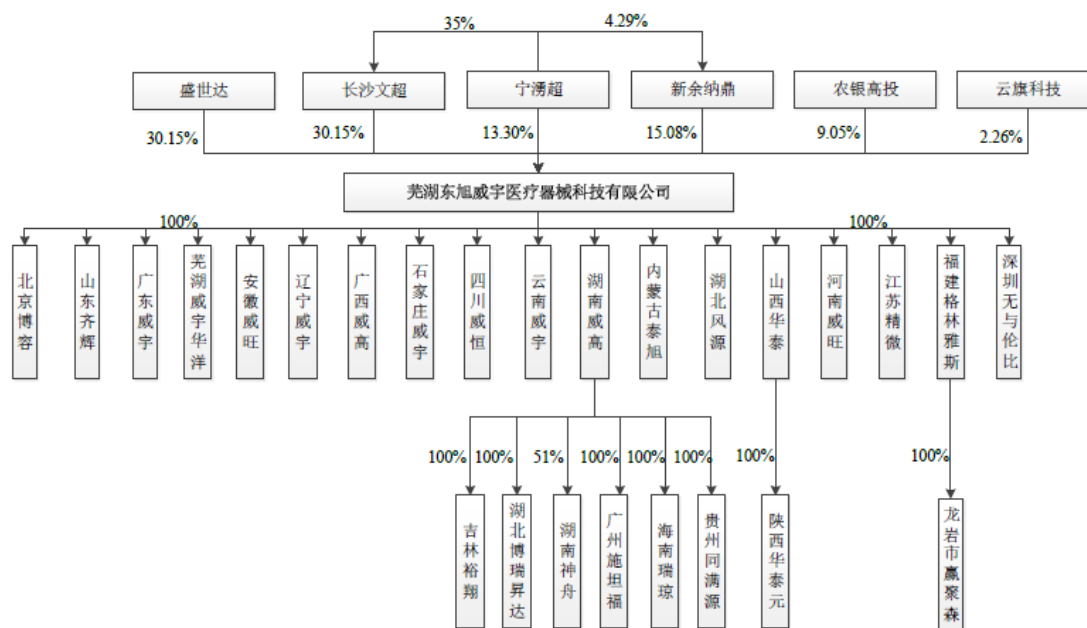 35%
4.29%
盛世达
长沙文超
宁湧超
新余纳鼎
农银高投
云旗科技
30.15%
30.15%
13.30%
15.08%
9.05%
2.26%
芜湖东旭威宇医疗器械科技有限公司
100%
100%
北京博容
山东齐辉
广东威宇
芜湖威宇华洋
安徽威旺
辽宁威宇
广西威高
石家庄威宇
四川威恒
云南威宇
湖南威高
内蒙古泰旭
湖北风源
山西华泰
河南威旺
江苏精微
福建格林雅斯
深圳无与伦比
100%
100%
51%
100%
100%
100%
100%
100%
吉林裕翔
湖北博瑞昇达
湖南神舟
广州施坦福
海南瑞琼
贵州同满源
陕西华泰元
龙岩市赢聚森